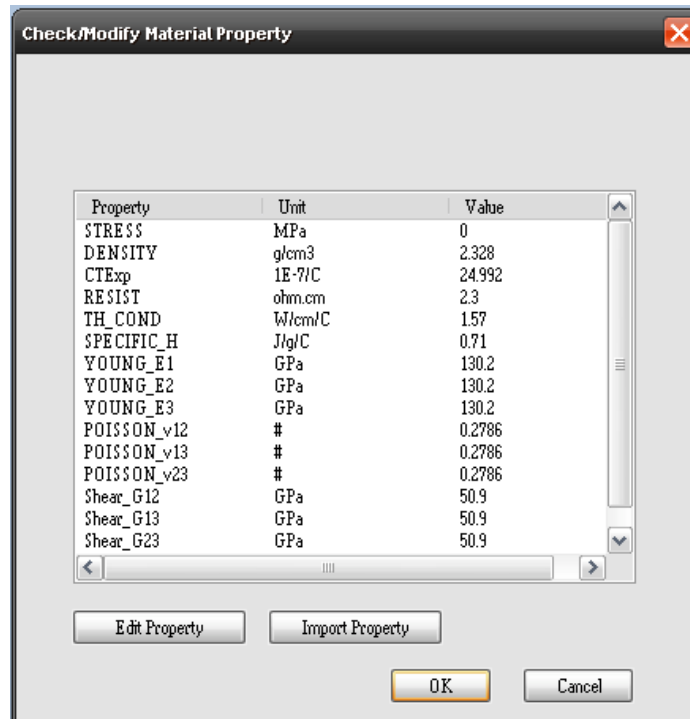 Check/Modify Material Property
Property Unit Value
STRESS MPa 0
DENSITY g/cm3 2.328
CTExp 1E-7/C 24.992
RESIST ohm.cm 2.3
TH_COND W/cm/C 1.57
SPECIFIC_H J/g/C 0.71
YOUNG_E1 GPa 130.2
YOUNG_E2 GPa 130.2
YOUNG_E3 GPa 130.2
POISSON_v12 # 0.2786
POISSON_v13 # 0.2786
POISSON_v23 # 0.2786
Shear_G12 GPa 50.9
Shear_G13 GPa 50.9
Shear_G23 GPa 50.9
Edit Property Import Property
OK Cancel